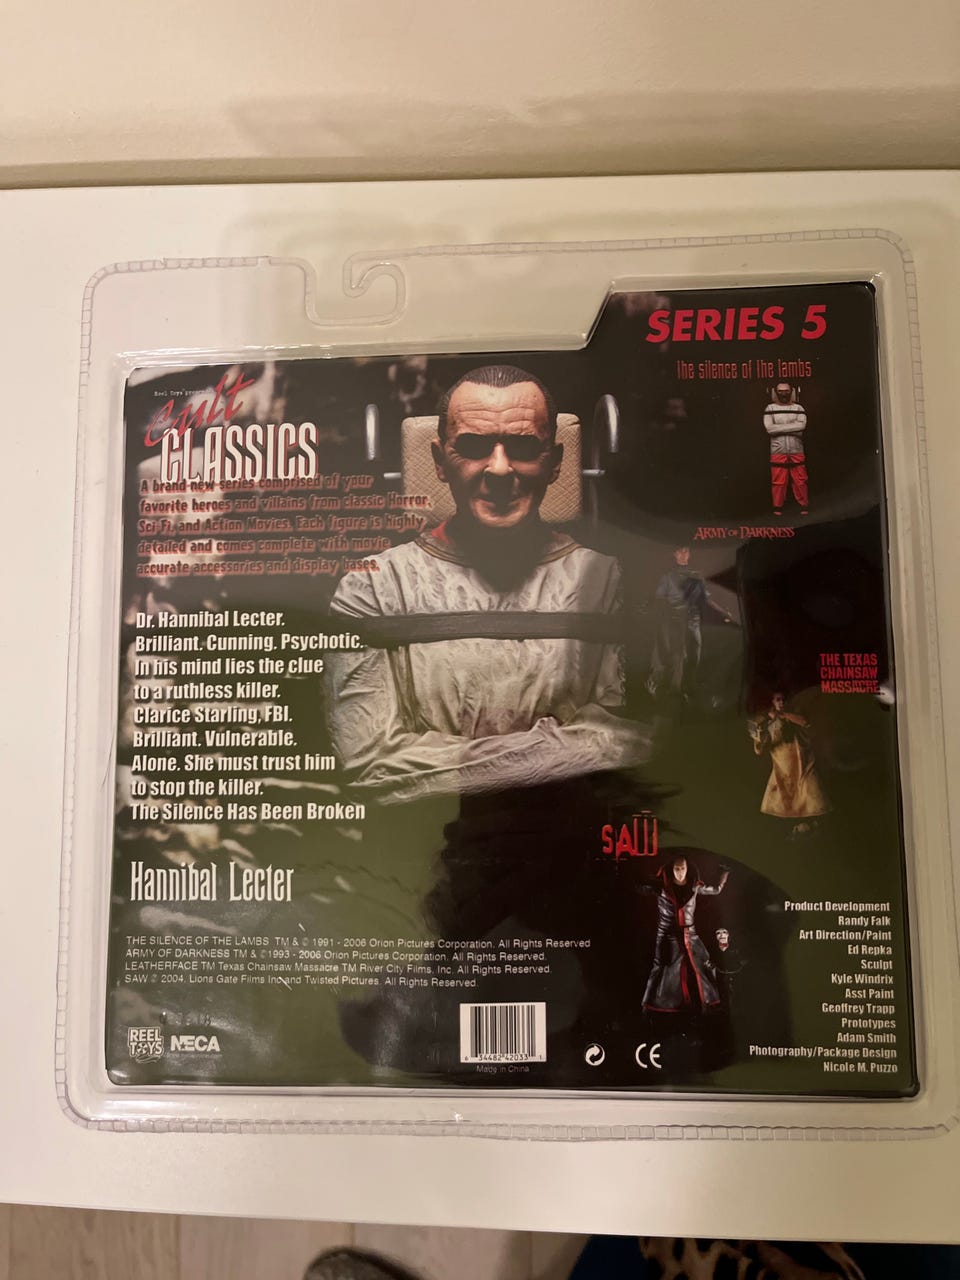 SERIES 5
the silence of the lambs
Reel Toys
cult
CLASSICS
A brand new series comprised of your
favorite heroes and villains from classic Horror,
Sci-Fi, and Action Movies. Each figure is highly
detailed and comes complete with movie
accurate accessories and display bases.
ARMY OF DARKNESS
Dr. Hannibal Lecter.
Brilliant. Cunning. Psychotic.
In his mind lies the clue
to a ruthless killer.
Clarice Starling, FBI.
Brilliant. Vulnerable.
Alone. She must trust him
to stop the killer.
The Silence Has Been Broken
THE TEXAS
CHAINSAW
MASSACRE
SAW
Hannibal Lecter
THE SILENCE OF THE LAMBS TM & © 1991 - 2006 Orion Pictures Corporation. All Rights Reserved
ARMY OF DARKNESS TM & ©1993 - 2006 Orion Pictures Corporation. All Rights Reserved.
LEATHERFACE TM Texas Chainsaw Massacre TM River City Films, Inc. All Rights Reserved.
SAW © 2004, Lions Gate Films Inc and Twisted Pictures. All Rights Reserved.
Product Development
Randy Falk
Art Direction/Paint
Ed Repka
Sculpt
Kyle Windrix
Asst Paint
Geoffrey Trapp
Prototypes
Adam Smith
Photography/Package Design
Nicole M. Puzzo
REEL
TOYS
NECA
6 34482 42033 1
Made in China
CE